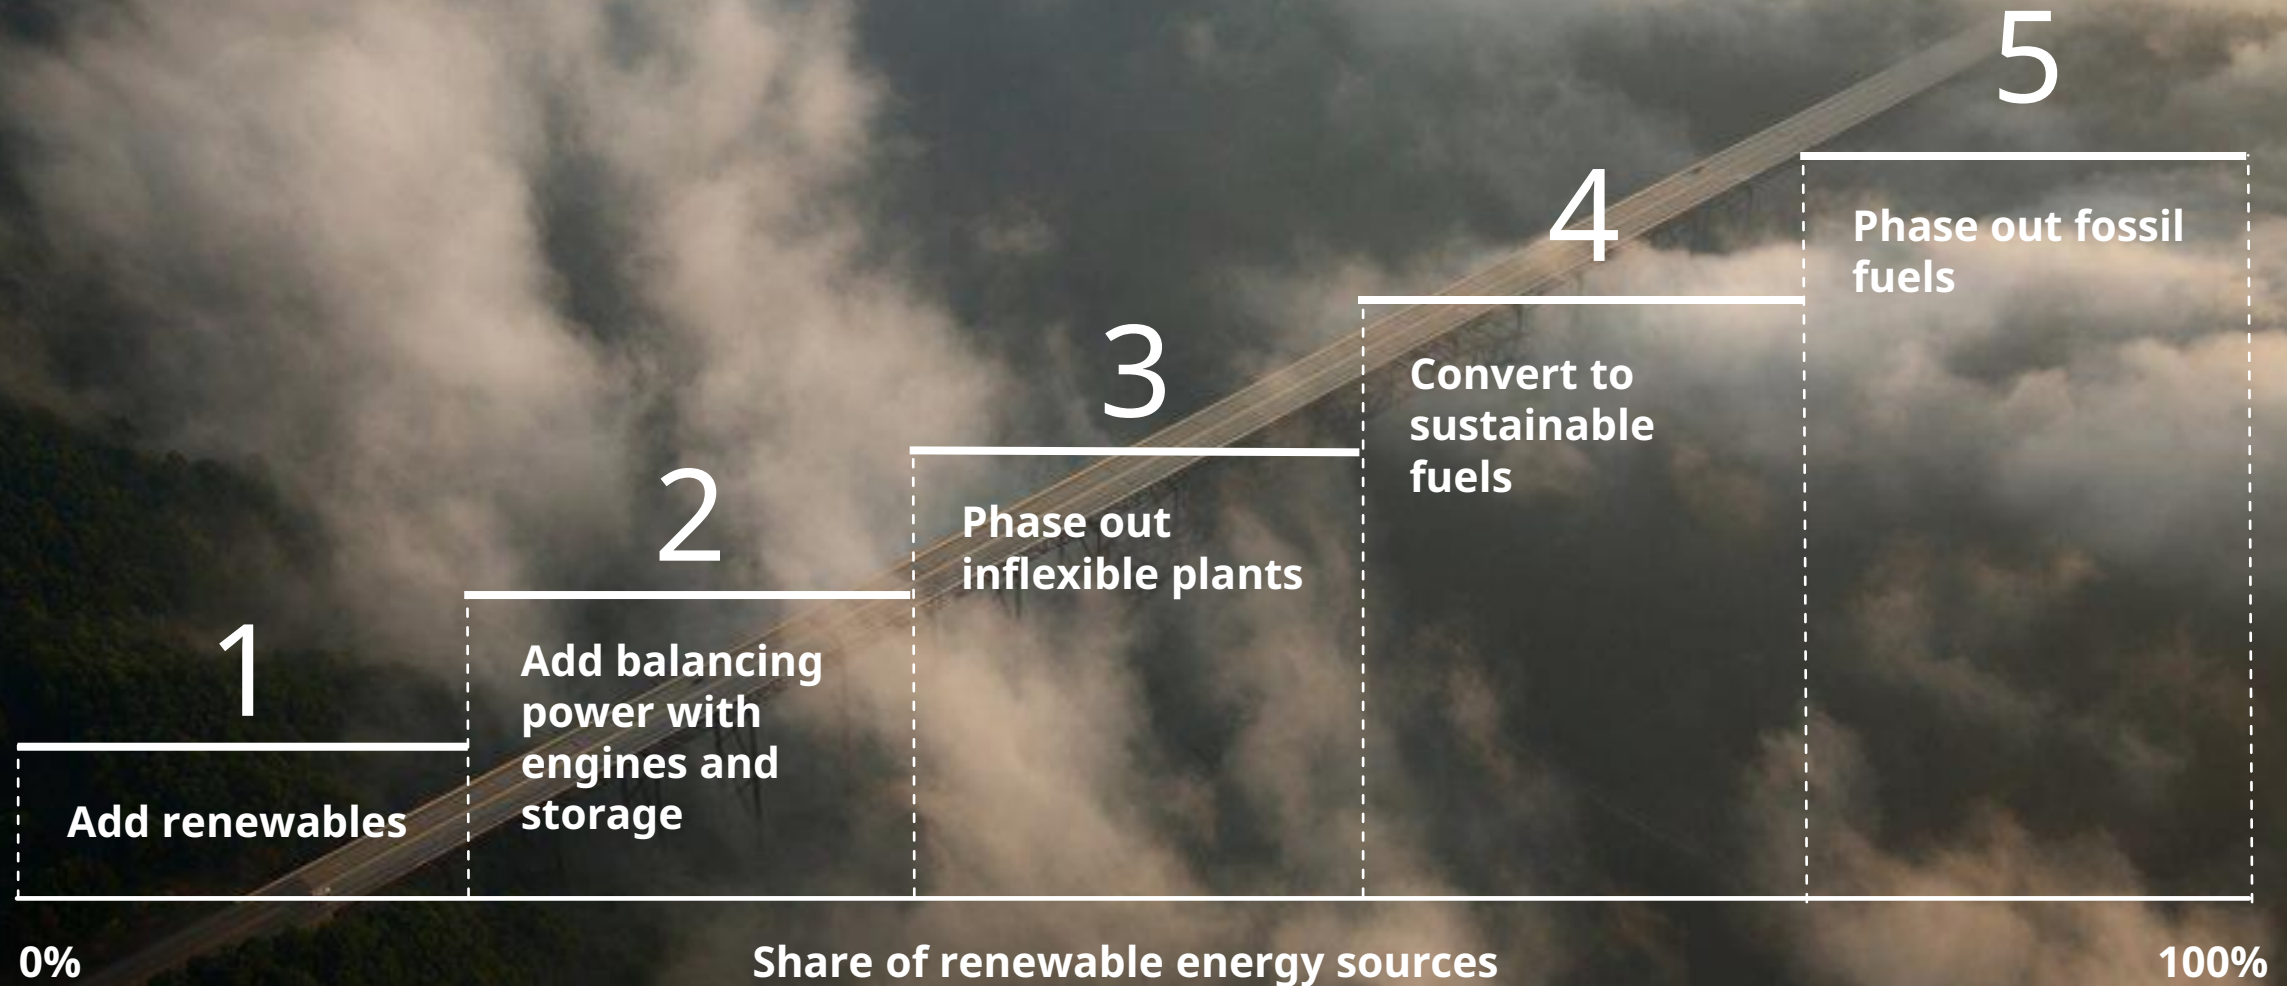 1
Add renewables
2
Add balancing
power with
engines and
storage
3
Phase out
inflexible plants
4
Convert to
sustainable
fuels
5
Phase out fossil
fuels
0%
Share of renewable energy sources
100%